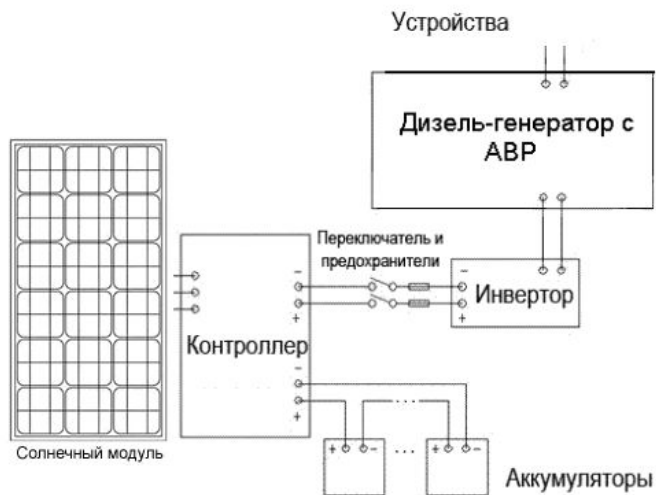 Устройства
Дизель-генератор с
АВР
Переключатель и
предохранители
Инвертор
Контроллер
Солнечный модуль
Аккумуляторы
- + - + - +
+ - ... + -
...